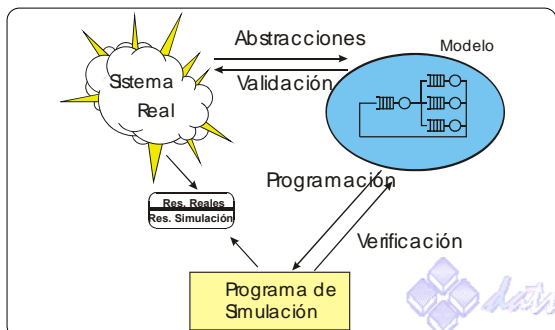 Abstracciones
Modelo
Sistema
Real
Validación
Programación
Res. Reales
Res. Simulación
Verificación
Programa de
Simulación